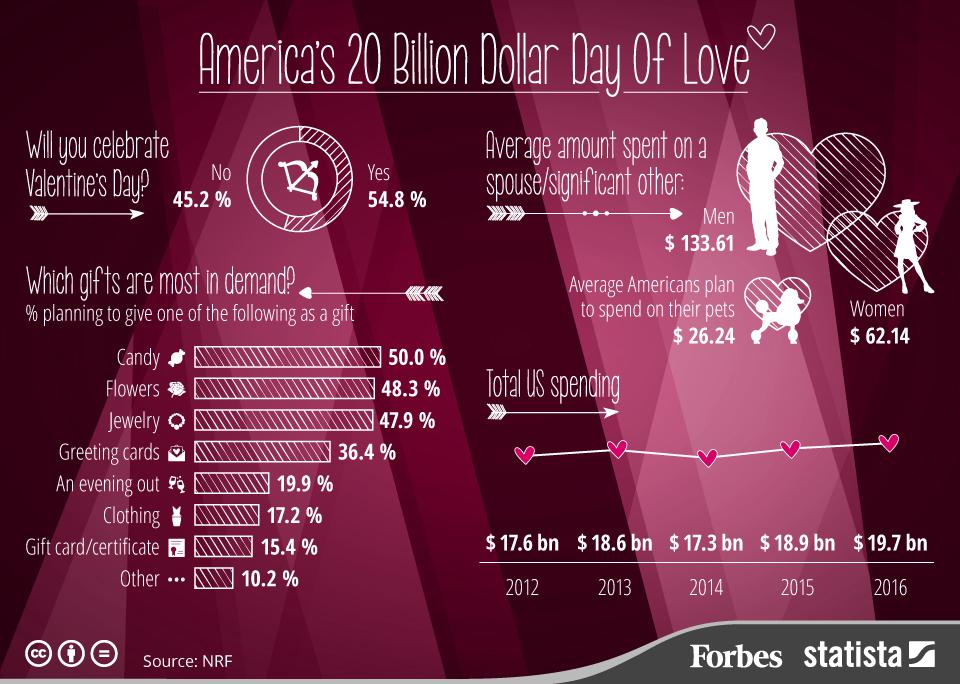 America's 20 Billion Dollar Day Of Love
Will you celebrate
Valentine's Day?
No
45.2 %
Yes
54.8 %
Which gifts are most in demand?
% planning to give one of the following as a gift
Candy 50.0 %
Flowers 48.3 %
Jewelry 47.9 %
Greeting cards 36.4 %
An evening out 19.9 %
Clothing 17.2 %
Gift card/certificate 15.4 %
Other 10.2 %
Average amount spent on a
spouse/significant other:
Men
$ 133.61
Women
$ 62.14
Average Americans plan
to spend on their pets
$ 26.24
Total US spending
$ 17.6 bn $ 18.6 bn $ 17.3 bn $ 18.9 bn $ 19.7 bn
2012 2013 2014 2015 2016
cc
Source: NRF
Forbes statista